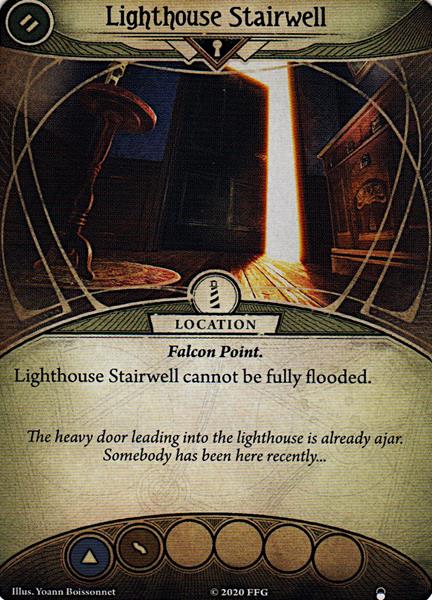 Lighthouse Stairwell
LOCATION
Falcon Point.
Lighthouse Stairwell cannot be fully flooded.
The heavy door leading into the lighthouse is already ajar.
Somebody has been here recently...
Illus. Yoann Boissonnet
© 2020 FFG